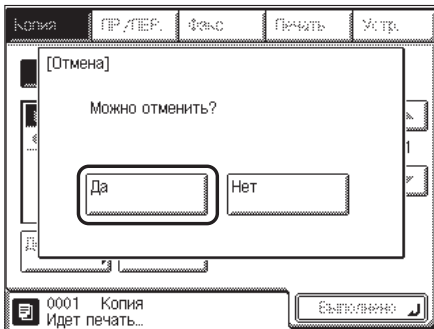 Копия ПР./ПЕР. Факс Печать Устр.
[Отмена]
Можно отменить?
1
Да Нет
0001 Копия
Идет печать...
Выполнено